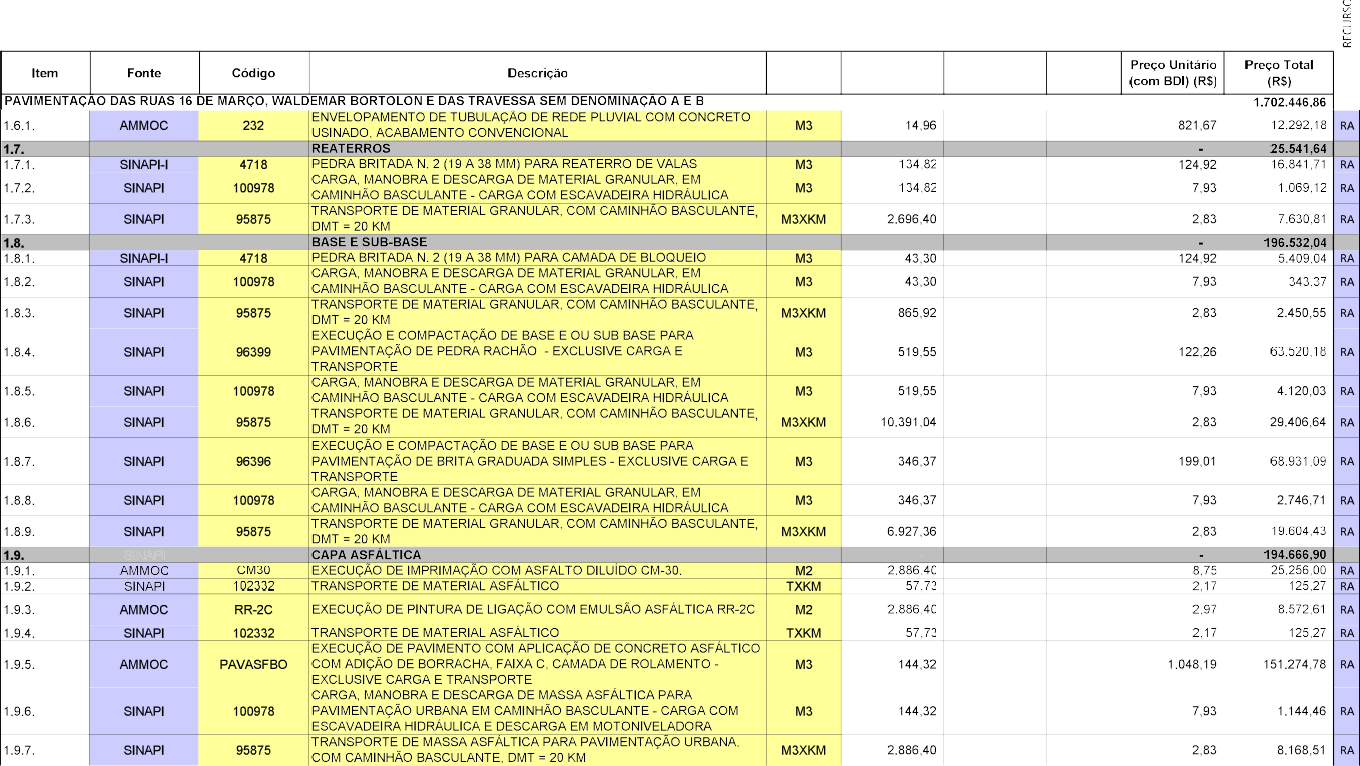 RECURSO
Item Fonte Código Descrição Preço Unitário (com BDI) (R$) Preço Total (R$)
PAVIMENTAÇÃO DAS RUAS 16 DE MARÇO, WALDEMAR BORTOLON E DAS TRAVESSA SEM DENOMINAÇÃO A E B 1.702.446,86
1.6.1. AMMOC 232 ENVELOPAMENTO DE TUBULAÇÃO DE REDE PLUVIAL COM CONCRETO USINADO, ACABAMENTO CONVENCIONAL M3 14,96 821,67 12.292,18 RA
1.7. REATERROS - 25.541,64
1.7.1. SINAPI-I 4718 PEDRA BRITADA N. 2 (19 A 38 MM) PARA REATERRO DE VALAS M3 134,82 124,92 16.841,71 RA
1.7.2. SINAPI 100978 CARGA, MANOBRA E DESCARGA DE MATERIAL GRANULAR, EM CAMINHÃO BASCULANTE - CARGA COM ESCAVADEIRA HIDRÁULICA M3 134,82 7,93 1.069,12 RA
1.7.3. SINAPI 95875 TRANSPORTE DE MATERIAL GRANULAR, COM CAMINHÃO BASCULANTE, DMT = 20 KM M3XKM 2.696,40 2,83 7.630,81 RA
1.8. BASE E SUB-BASE - 196.532,04
1.8.1. SINAPI-I 4718 PEDRA BRITADA N. 2 (19 A 38 MM) PARA CAMADA DE BLOQUEIO M3 43,30 124,92 5.409,04 RA
1.8.2. SINAPI 100978 CARGA, MANOBRA E DESCARGA DE MATERIAL GRANULAR, EM CAMINHÃO BASCULANTE - CARGA COM ESCAVADEIRA HIDRÁULICA M3 43,30 7,93 343,37 RA
1.8.3. SINAPI 95875 TRANSPORTE DE MATERIAL GRANULAR, COM CAMINHÃO BASCULANTE, DMT = 20 KM M3XKM 865,92 2,83 2.450,55 RA
1.8.4. SINAPI 96399 EXECUÇÃO E COMPACTAÇÃO DE BASE E OU SUB BASE PARA PAVIMENTAÇÃO DE PEDRA RACHÃO - EXCLUSIVE CARGA E TRANSPORTE M3 519,55 122,26 63.520,18 RA
1.8.5. SINAPI 100978 CARGA, MANOBRA E DESCARGA DE MATERIAL GRANULAR, EM CAMINHÃO BASCULANTE - CARGA COM ESCAVADEIRA HIDRÁULICA M3 519,55 7,93 4.120,03 RA
1.8.6. SINAPI 95875 TRANSPORTE DE MATERIAL GRANULAR, COM CAMINHÃO BASCULANTE, DMT = 20 KM M3XKM 10.391,04 2,83 29.406,64 RA
1.8.7. SINAPI 96396 EXECUÇÃO E COMPACTAÇÃO DE BASE E OU SUB BASE PARA PAVIMENTAÇÃO DE BRITA GRADUADA SIMPLES - EXCLUSIVE CARGA E TRANSPORTE M3 346,37 199,01 68.931,09 RA
1.8.8. SINAPI 100978 CARGA, MANOBRA E DESCARGA DE MATERIAL GRANULAR, EM CAMINHÃO BASCULANTE - CARGA COM ESCAVADEIRA HIDRÁULICA M3 346,37 7,93 2.746,71 RA
1.8.9. SINAPI 95875 TRANSPORTE DE MATERIAL GRANULAR, COM CAMINHÃO BASCULANTE, DMT = 20 KM M3XKM 6.927,36 2,83 19.604,43 RA
1.9. SINAPI CAPA ASFÁLTICA - - 194.666,90
1.9.1. AMMOC CM30 EXECUÇÃO DE IMPRIMAÇÃO COM ASFALTO DILUÍDO CM-30. M2 2.886,40 8,75 25.256,00 RA
1.9.2. SINAPI 102332 TRANSPORTE DE MATERIAL ASFÁLTICO TXKM 57,73 2,17 125,27 RA
1.9.3. AMMOC RR-2C EXECUÇÃO DE PINTURA DE LIGAÇÃO COM EMULSÃO ASFÁLTICA RR-2C M2 2.886,40 2,97 8.572,61 RA
1.9.4. SINAPI 102332 TRANSPORTE DE MATERIAL ASFÁLTICO TXKM 57,73 2,17 125,27 RA
1.9.5. AMMOC PAVASFBO EXECUÇÃO DE PAVIMENTO COM APLICAÇÃO DE CONCRETO ASFÁLTICO COM ADIÇÃO DE BORRACHA, FAIXA C, CAMADA DE ROLAMENTO - EXCLUSIVE CARGA E TRANSPORTE M3 144,32 1.048,19 151.274,78 RA
1.9.6. SINAPI 100978 CARGA, MANOBRA E DESCARGA DE MASSA ASFÁLTICA PARA PAVIMENTAÇÃO URBANA EM CAMINHÃO BASCULANTE - CARGA COM ESCAVADEIRA HIDRÁULICA E DESCARGA EM MOTONIVELADORA M3 144,32 7,93 1.144,46 RA
1.9.7. SINAPI 95875 TRANSPORTE DE MASSA ASFÁLTICA PARA PAVIMENTAÇÃO URBANA, COM CAMINHÃO BASCULANTE, DMT = 20 KM M3XKM 2.886,40 2,83 8.168,51 RA